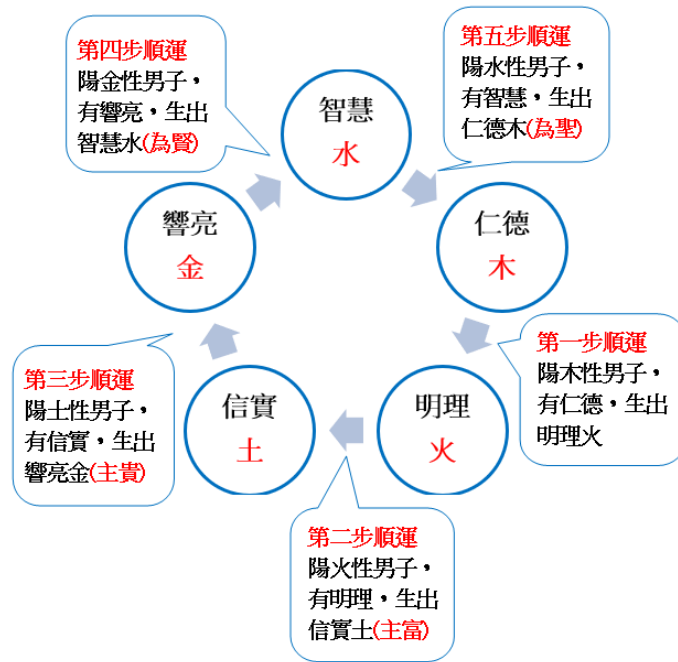 第四步順運
陽金性男子，
有響亮，生出
智慧水(為賢)
第五步順運
陽水性男子，
有智慧，生出
仁德木(為聖)
智慧
水
響亮
金
仁德
木
第三步順運
陽土性男子，
有信實，生出
響亮金(主貴)
信實
土
明理
火
第一步順運
陽木性男子，
有仁德，生出
明理火
第二步順運
陽火性男子，
有明理，生出
信實土(主富)